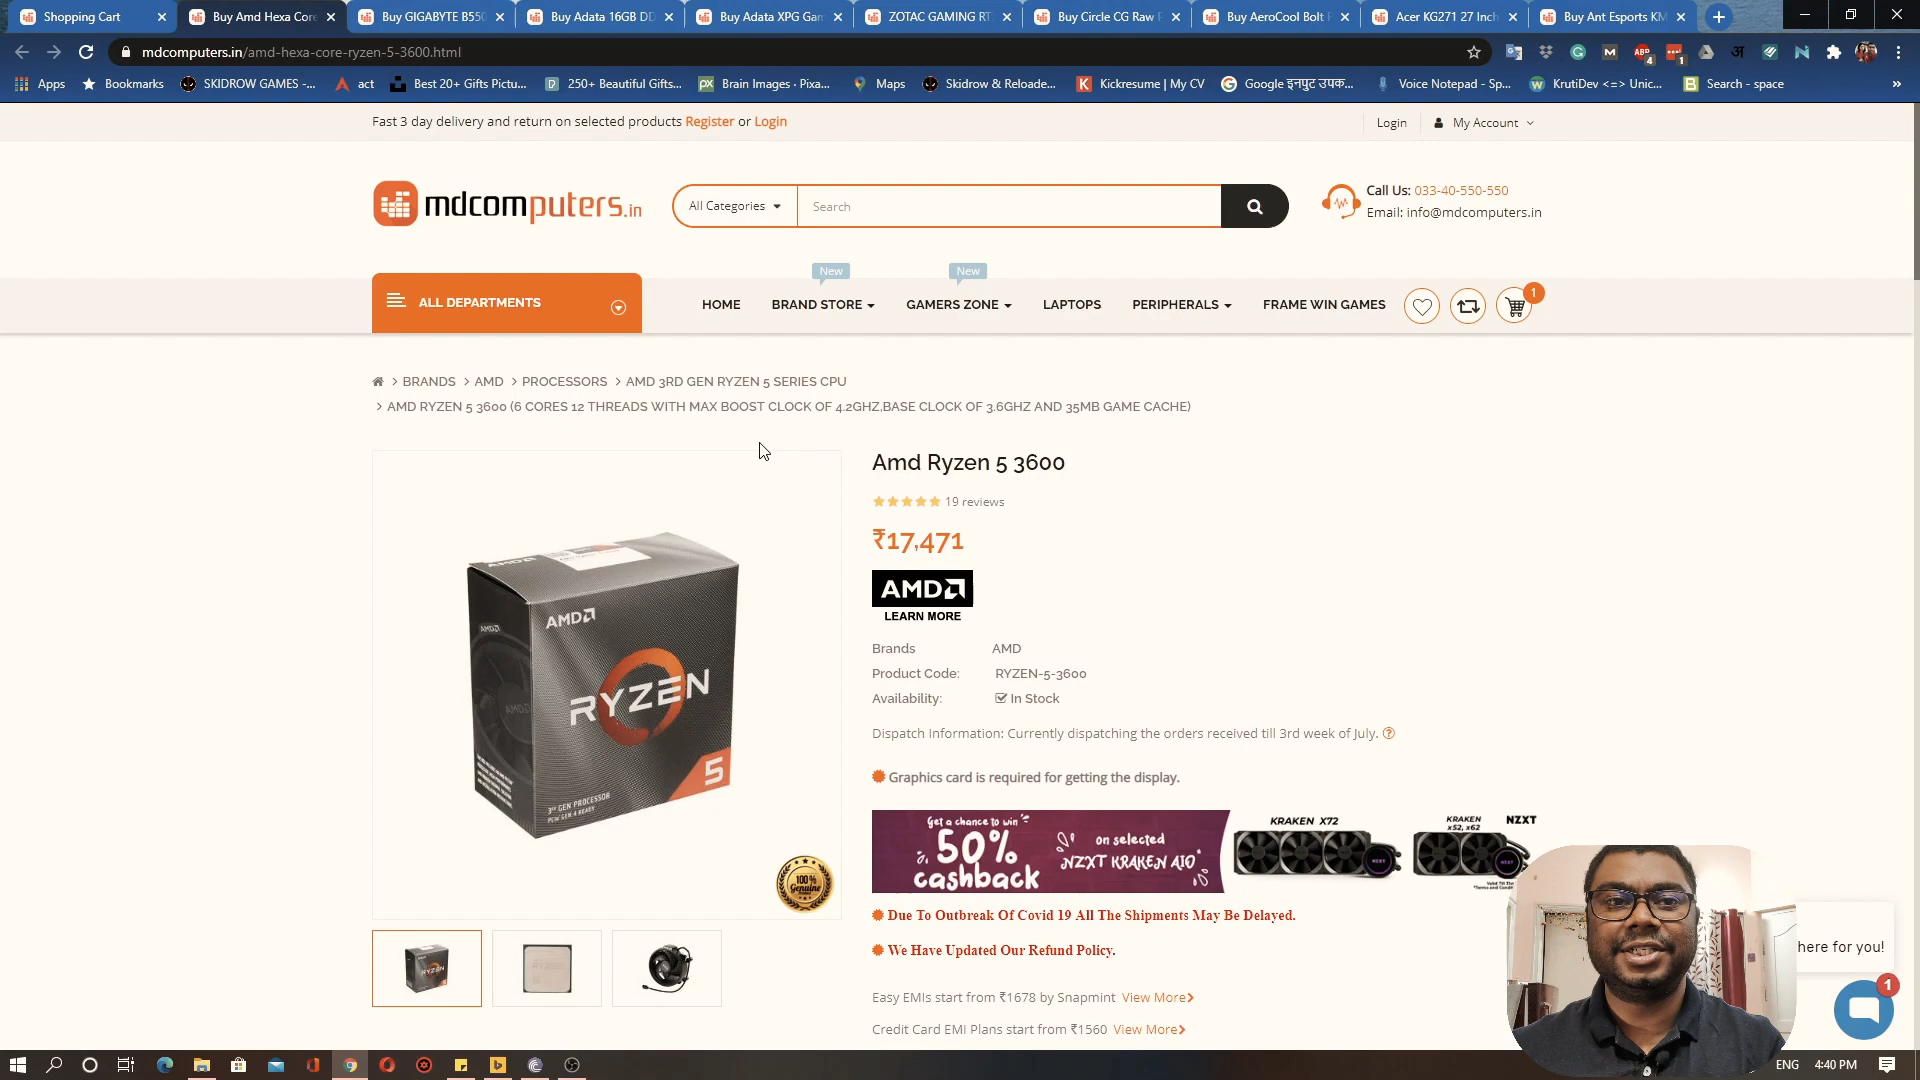 Shopping Cart
Buy Amd Hexa Core
Buy GIGABYTE B550
Buy Adata 16GB DD
Buy Adata XPG Gam
ZOTAC GAMING RT
Buy Circle CG Raw
Buy AeroCool Bolt
Acer KG271 27 Inch
Buy Ant Esports KM
mdcomputers.in/amd-hexa-core-ryzen-5-3600.html
Apps
Bookmarks
SKIDROW GAMES -...
act
Best 20+ Gifts Pictu...
250+ Beautiful Gifts...
Brain Images · Pixa...
Maps
Skidrow & Reloade...
Kickresume | My CV
Google इनपुट उपक...
Voice Notepad - Sp...
KrutiDev <=> Unic...
Search - space
»
Fast 3 day delivery and return on selected products Register or Login
Login
My Account
mdcomputers.in
All Categories
Search
Call Us: 033-40-550-550
Email: info@mdcomputers.in
ALL DEPARTMENTS
HOME
New
BRAND STORE
New
GAMERS ZONE
LAPTOPS
PERIPHERALS
FRAME WIN GAMES
1
> BRANDS > AMD > PROCESSORS > AMD 3RD GEN RYZEN 5 SERIES CPU
> AMD RYZEN 5 3600 (6 CORES 12 THREADS WITH MAX BOOST CLOCK OF 4.2GHZ,BASE CLOCK OF 3.6GHZ AND 35MB GAME CACHE)
AMD
RYZEN
5
3RD GEN PROCESSOR
PCIe GEN 4 READY
100%
Genuine
Amd Ryzen 5 3600
19 reviews
₹17,471
AMD
LEARN MORE
Brands AMD
Product Code: RYZEN-5-3600
Availability: In Stock
Dispatch Information: Currently dispatching the orders received till 3rd week of July.
Graphics card is required for getting the display.
Get a chance to win
50%
cashback
on selected
NZXT KRAKEN AIO
KRAKEN X72
KRAKEN
x52, x62
NZXT
Due To Outbreak Of Covid 19 All The Shipments May Be Delayed.
We Have Updated Our Refund Policy.
Easy EMIs start from ₹1678 by Snapmint View More
Credit Card EMI Plans start from ₹1560 View More
here for you!
1
ENG
4:40 PM